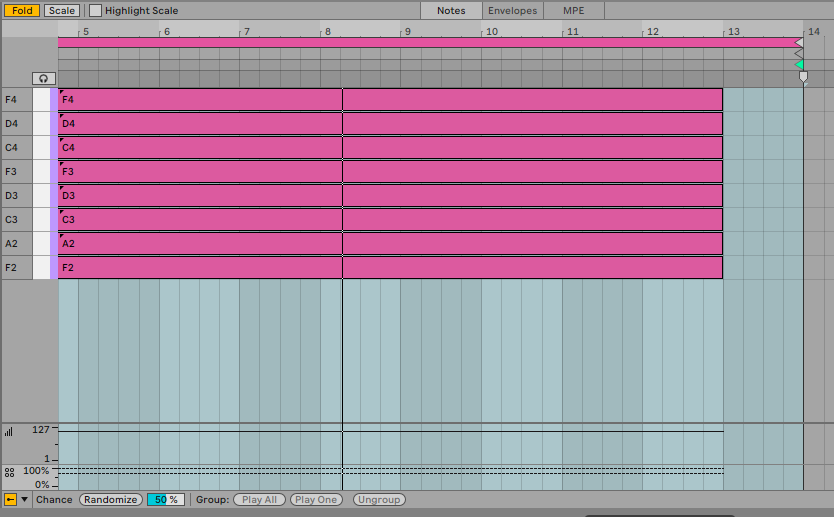 Fold Scale Highlight Scale Notes Envelopes MPE
5 6 7 8 9 10 11 12 13 14
F4 F4
D4 D4
C4 C4
F3 F3
D3 D3
C3 C3
A2 A2
F2 F2
127
1
100%
0%
Chance Randomize 50 % Group: Play All Play One Ungroup